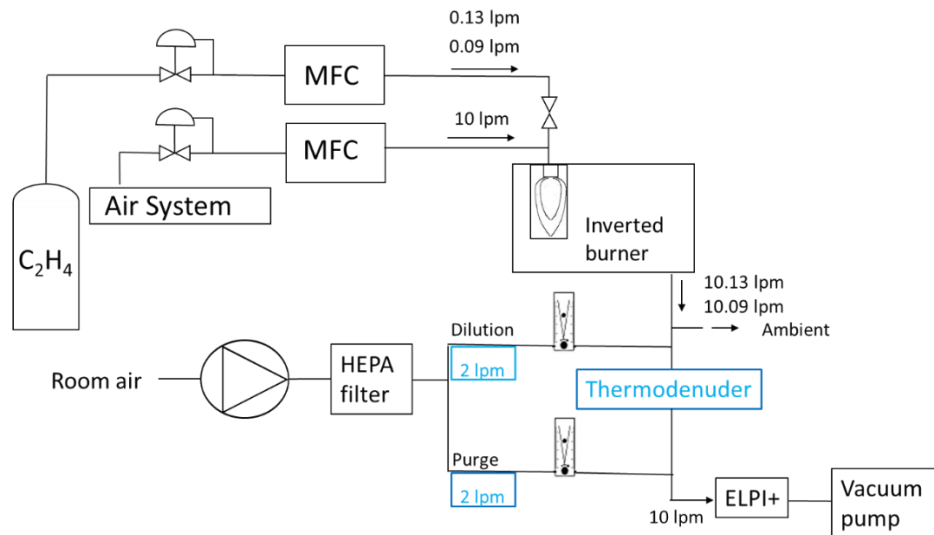 0.13 lpm
0.09 lpm
MFC
10 lpm
MFC
Air System
C₂H₄
Inverted
burner
10.13 lpm
10.09 lpm
Ambient
Dilution
2 lpm
Room air
HEPA
filter
Thermodenuder
Purge
2 lpm
10 lpm
ELPI+
Vacuum
pump